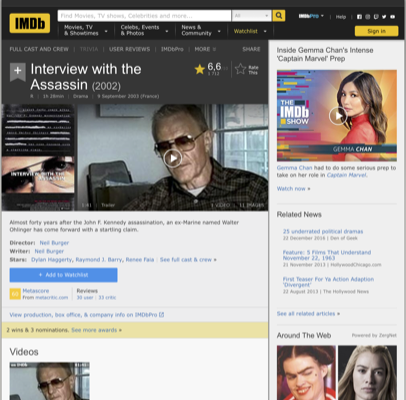 IMDb
Find Movies, TV shows, Celebrities and more...
All
IMDbPro
Help
Movies, TV
& Showtimes
Celebs, Events
& Photos
News &
Community
Watchlist
Sign in
FULL CAST AND CREW | TRIVIA | USER REVIEWS | IMDbPro | MORE
SHARE
Interview with the
Assassin (2002)
6,6
Rate
This
R | 1h 28min | Drama | 9 September 2003 (France)
INTERVIEW WITH THE
ASSASSIN
Trailer
Almost forty years after the John F. Kennedy assassination, an ex-Marine named Walter
Ohlinger has come forward with a startling claim.
Director: Neil Burger
Writer: Neil Burger
Stars: Dylan Haggerty, Raymond J. Barry, Renee Faia | See full cast & crew »
+ Add to Watchlist
Metascore
From metacritic.com
Reviews
30 user | 33 critic
View production, box office, & company info on IMDbPro
2 wins & 3 nominations. See more awards »
Videos
Inside Gemma Chan's Intense
'Captain Marvel' Prep
THE
IMDb
SHOW
GEMMA CHAN
Gemma Chan had to do some serious prep to
take on her role in Captain Marvel.
Watch now »
Related News
25 underrated political dramas
22 December 2016 | Den of Geek
Feature: 5 Films That Understand
November 22, 1963
21 November 2013 | HollywoodChicago.com
First Teaser For Ya Action Adaption
'Divergent'
22 August 2013 | The Hollywood News
See all related articles »
Around The Web
Powered by ZergNet